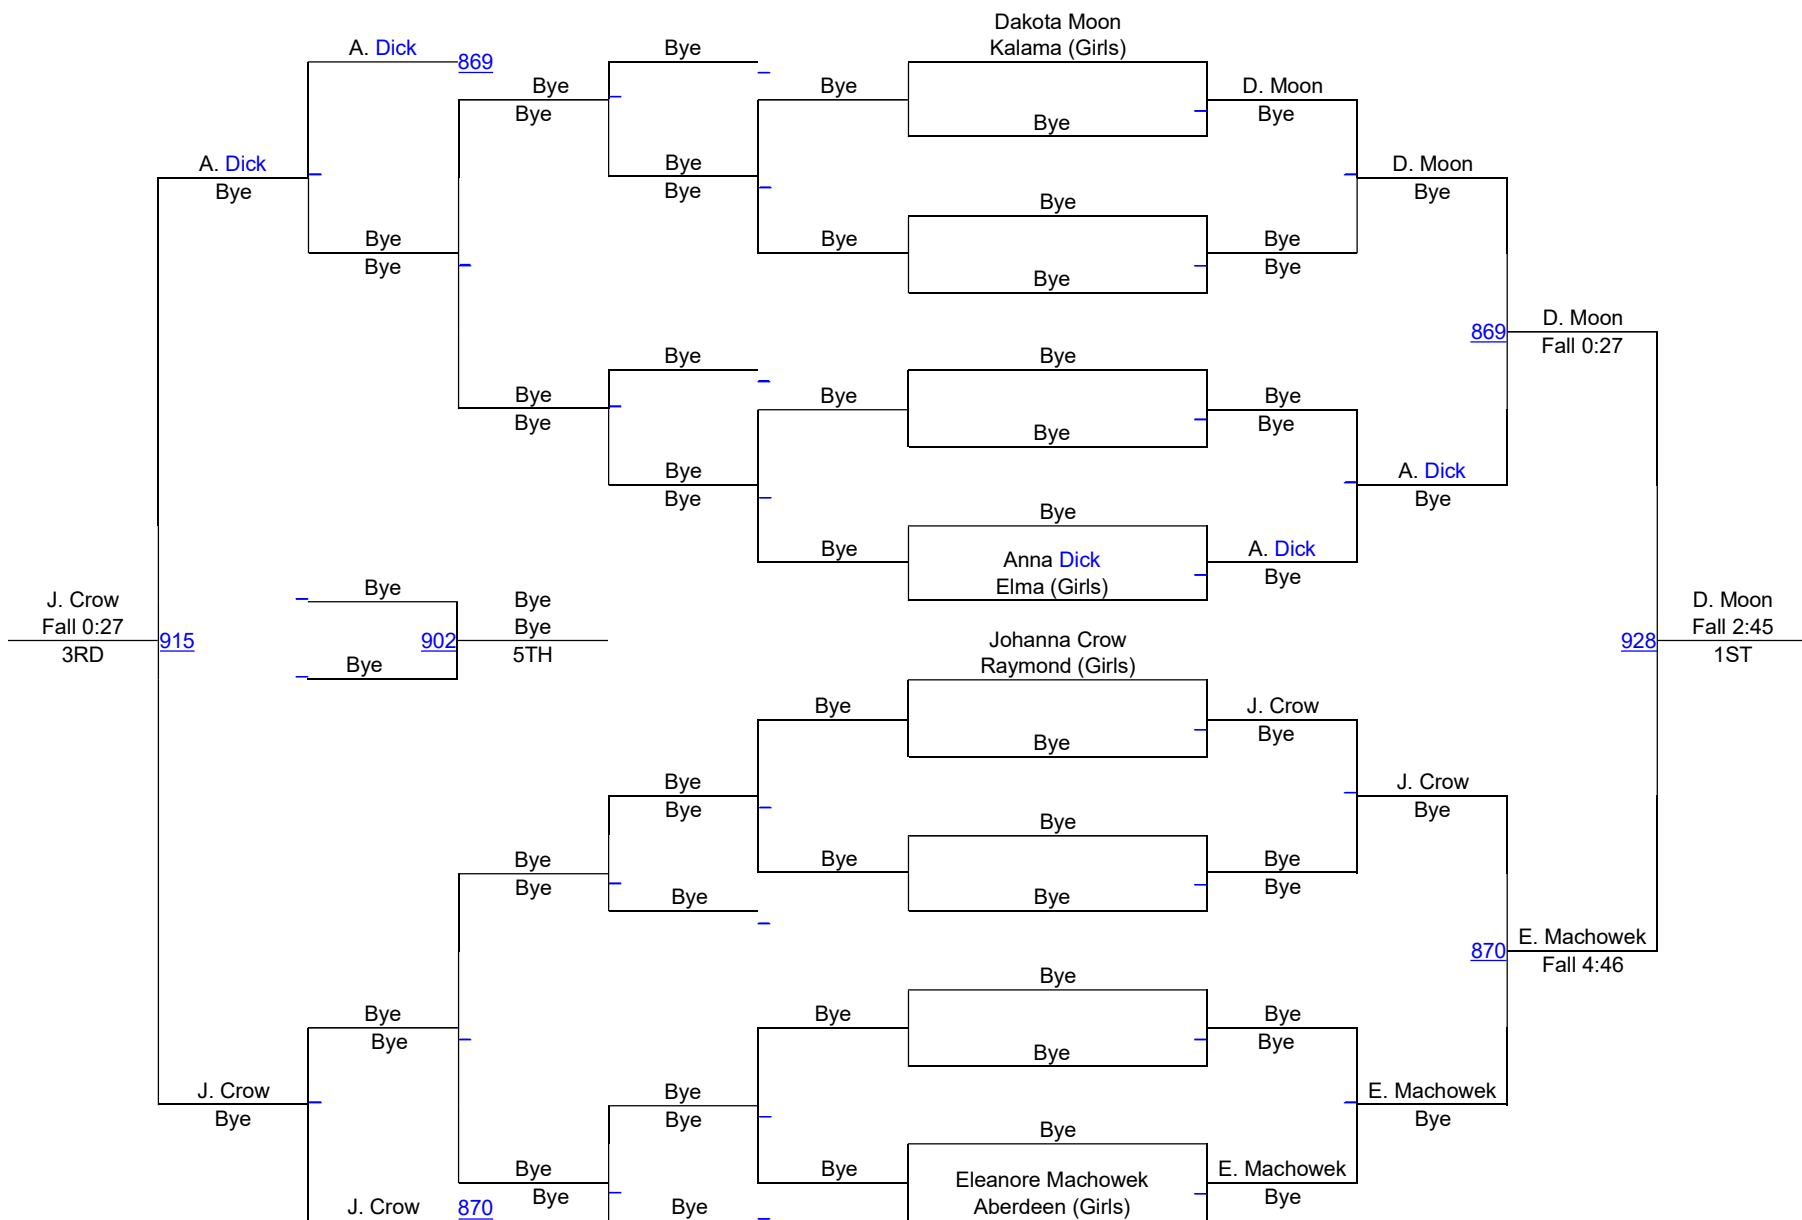 Dakota Moon
A. Dick
Bye
Kalama (Girls)
869
Bye
Bye
D. Moon
Bye
Bye
Bye
A. Dick
Bye
D. Moon
Bye
Bye
Bye
Bye
Bye
Bye
Bye
Bye
Bye
Bye
Bye
D. Moon
869
Fall 0:27
Bye
Bye
Bye
Bye
Bye
Bye
Bye
Bye
Bye
A. Dick
Bye
Bye
Bye
Bye
Anna Dick
A. Dick
Bye
Elma (Girls)
Bye
J. Crow
Bye
D. Moon
Fall 0:27
Bye
Fall 2:45
915
902
Johanna Crow
928
3RD
Bye
5TH
Raymond (Girls)
1ST
Bye
J. Crow
Bye
Bye
Bye
J. Crow
Bye
Bye
Bye
Bye
Bye
Bye
Bye
Bye
Bye
Bye
E. Machowek
870
Fall 4:46
Bye
Bye
Bye
Bye
Bye
Bye
Bye
J. Crow
Bye
E. Machowek
Bye
Bye
Bye
Bye
Bye
Bye
Eleanore Machowek
E. Machowek
Bye
Bye
J. Crow
870
Bye
Aberdeen (Girls)